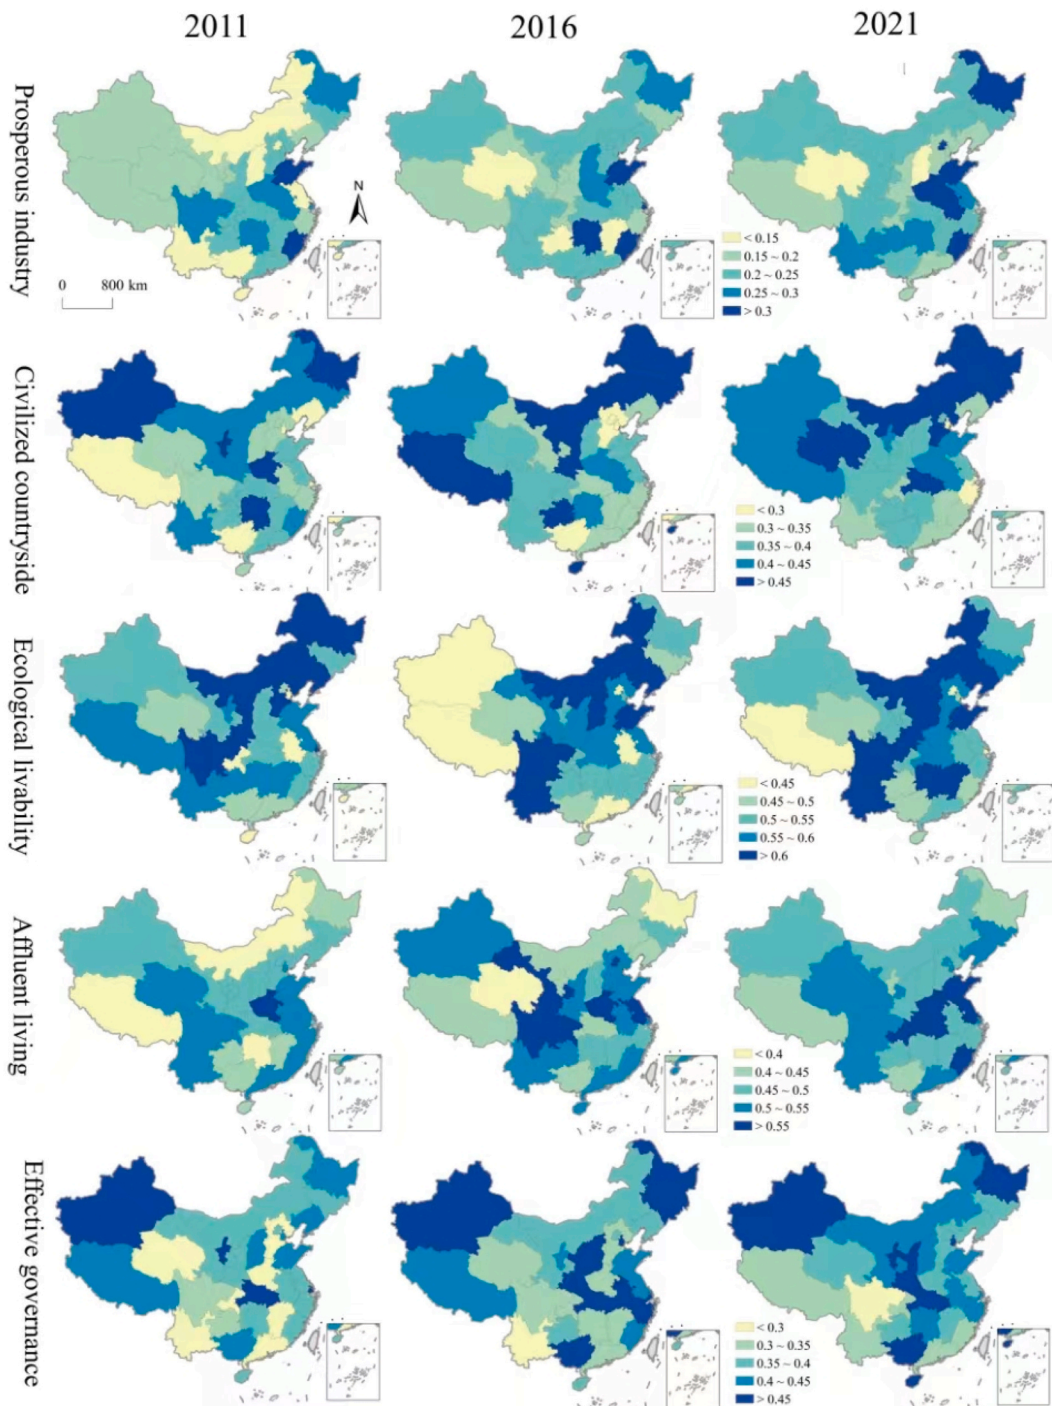 2011
2016
2021
Prosperous industry
N
0 800 km
< 0.15
0.15 ~ 0.2
0.2 ~ 0.25
0.25 ~ 0.3
> 0.3
Civilized countryside
< 0.3
0.3 ~ 0.35
0.35 ~ 0.4
0.4 ~ 0.45
> 0.45
Ecological livability
< 0.45
0.45 ~ 0.5
0.5 ~ 0.55
0.55 ~ 0.6
> 0.6
Affluent living
< 0.4
0.4 ~ 0.45
0.45 ~ 0.5
0.5 ~ 0.55
> 0.55
Effective governance
< 0.3
0.3 ~ 0.35
0.35 ~ 0.4
0.4 ~ 0.45
> 0.45